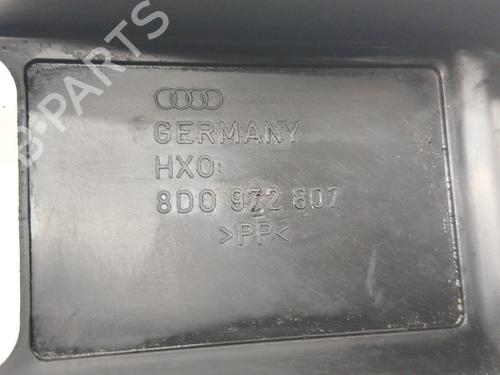 B-PARTS
GERMANY
HXO
8D0 972 807
>PP<